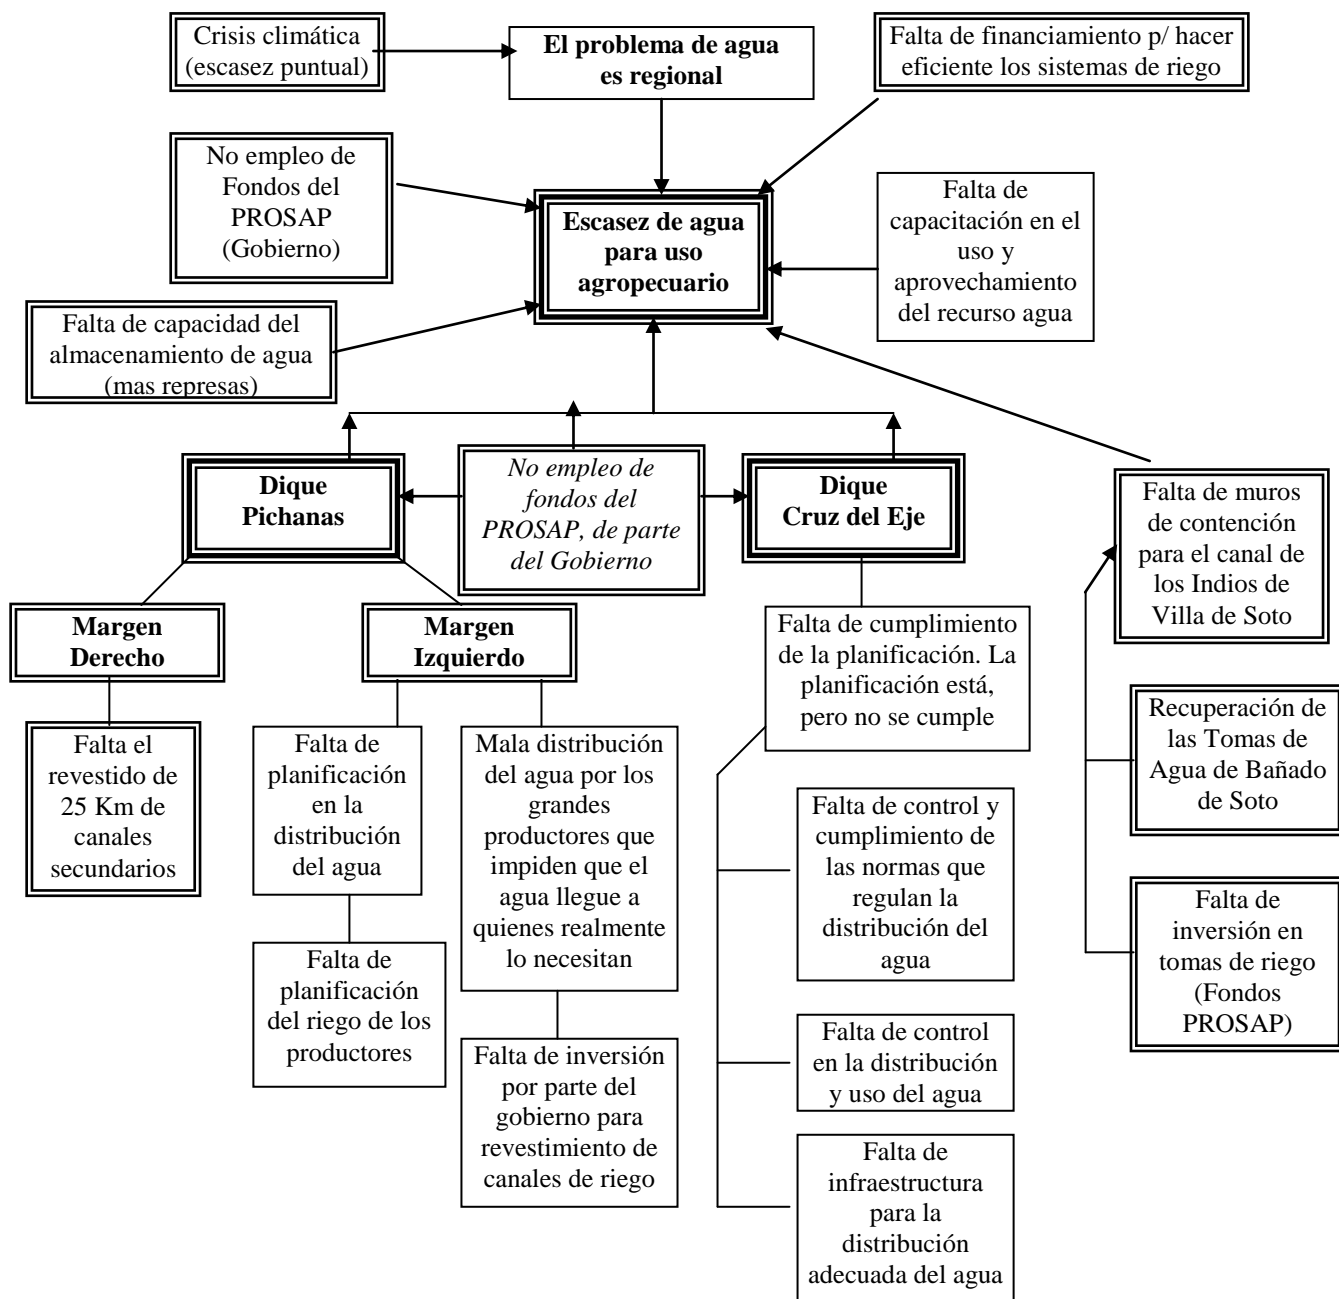 Crisis climática
(escasez puntual)
El problema de agua
es regional
Falta de financiamiento p/ hacer
eficiente los sistemas de riego
No empleo de
Fondos del
PROSAP
(Gobierno)
Escasez de agua
para uso
agropecuario
Falta de
capacitación en el
uso y
aprovechamiento
del recurso agua
Falta de capacidad del
almacenamiento de agua
(mas represas)
Dique
Pichanas
No empleo de
fondos del
PROSAP, de parte
del Gobierno
Dique
Cruz del Eje
Falta de muros
de contención
para el canal de
los Indios de
Villa de Soto
Margen
Derecho
Margen
Izquierdo
Falta de cumplimiento
de la planificación. La
planificación está,
pero no se cumple
Falta el
revestido de
25 Km de
canales
secundarios
Falta de
planificación
en la
distribución
del agua
Mala distribución
del agua por los
grandes
productores que
impiden que el
agua llegue a
quienes realmente
lo necesitan
Recuperación de
las Tomas de
Agua de Bañado
de Soto
Falta de control y
cumplimiento de
las normas que
regulan la
distribución del
agua
Falta de
inversión en
tomas de riego
(Fondos
PROSAP)
Falta de
planificación
del riego de los
productores
Falta de inversión
por parte del
gobierno para
revestimiento de
canales de riego
Falta de control
en la distribución
y uso del agua
Falta de
infraestructura
para la
distribución
adecuada del agua